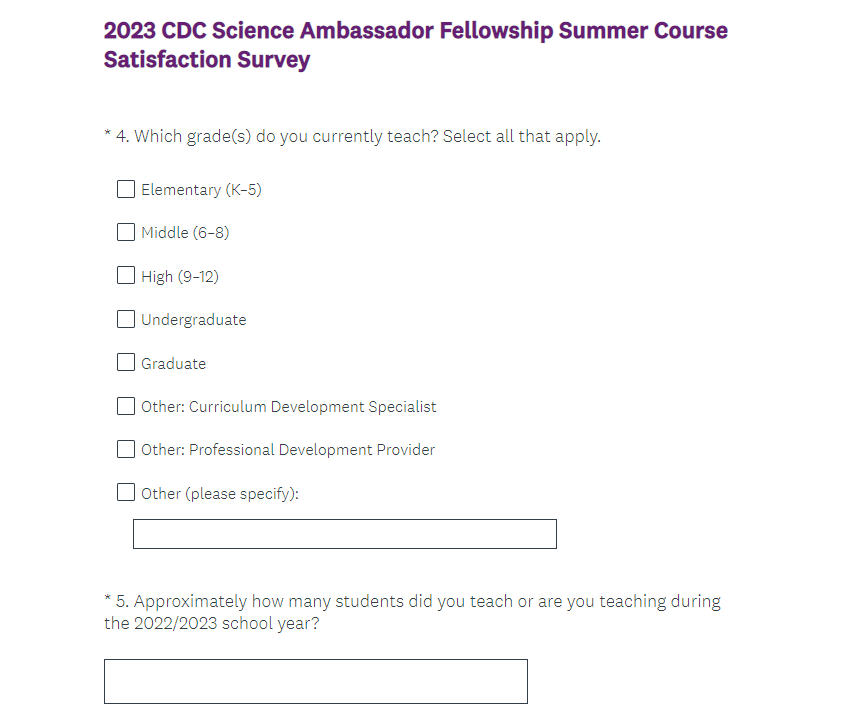 2023 CDC Science Ambassador Fellowship Summer Course
Satisfaction Survey
* 4. Which grade(s) do you currently teach? Select all that apply.
Elementary (K–5)
Middle (6–8)
High (9–12)
Undergraduate
Graduate
Other: Curriculum Development Specialist
Other: Professional Development Provider
Other (please specify):
* 5. Approximately how many students did you teach or are you teaching during
the 2022/2023 school year?